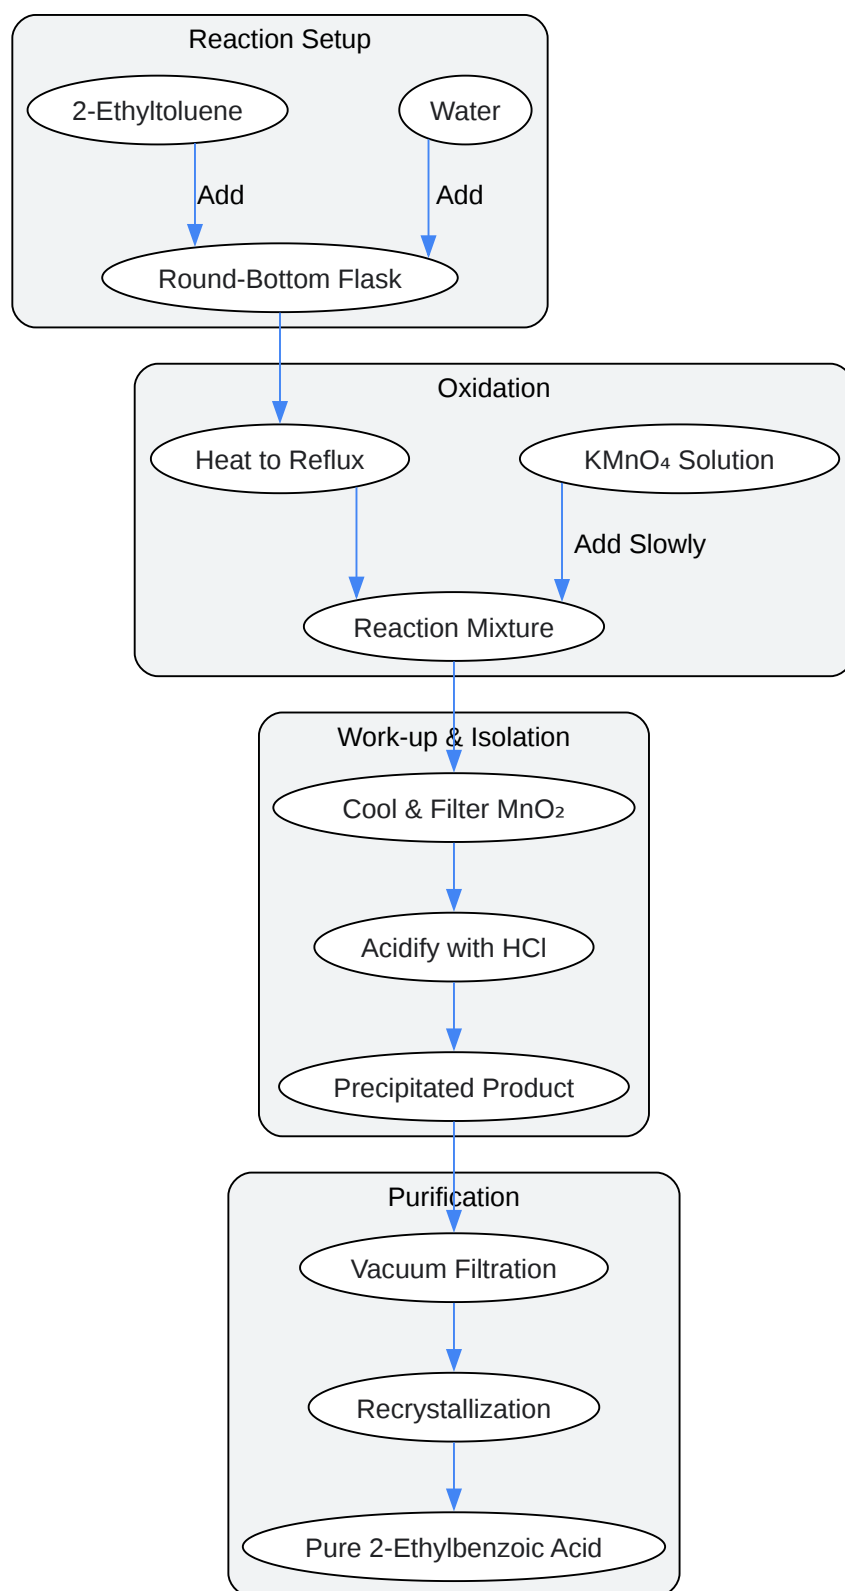 Reaction Setup
2-Ethyltoluene
Water
Add
Add
Round-Bottom Flask
Oxidation
Heat to Reflux
KMnO₄ Solution
Add Slowly
Reaction Mixture
Work-up & Isolation
Cool & Filter MnO₂
Acidify with HCl
Precipitated Product
Purification
Vacuum Filtration
Recrystallization
Pure 2-Ethylbenzoic Acid